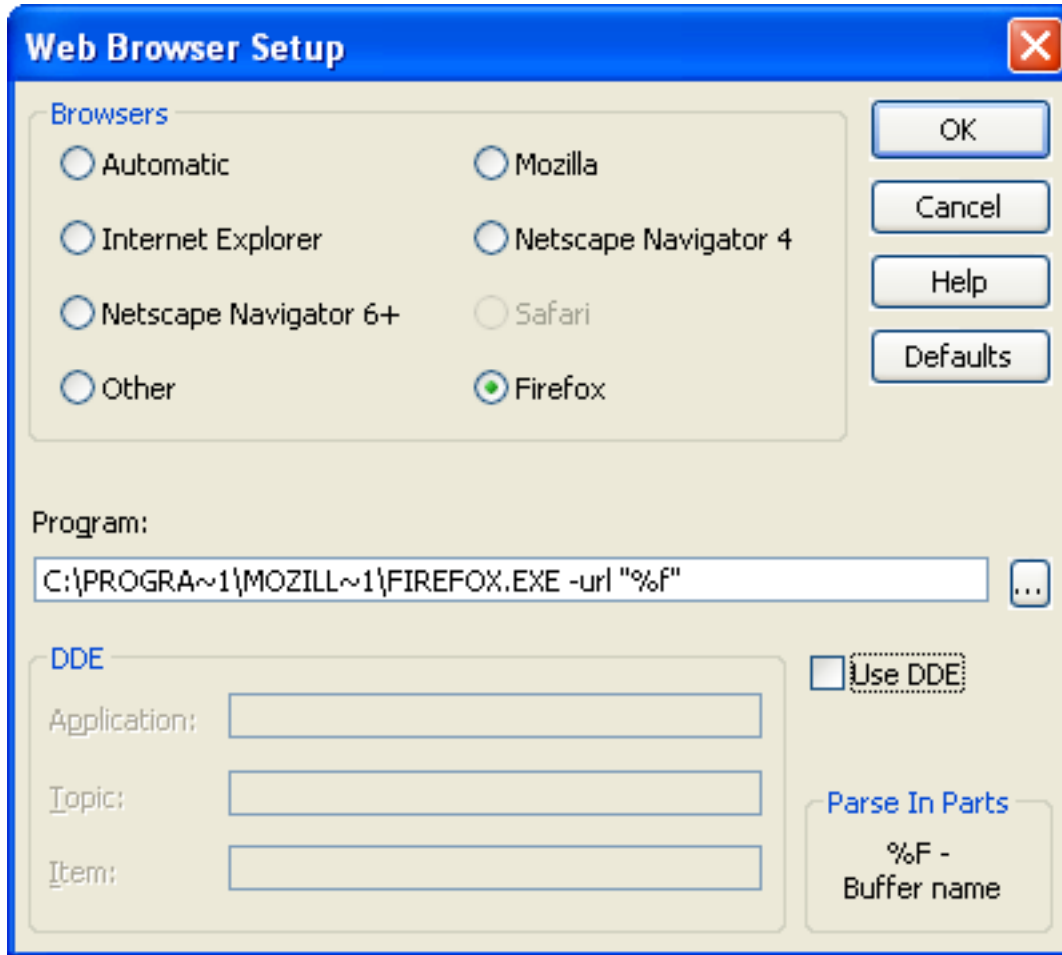 Web Browser Setup
Browsers
Automatic
Mozilla
Internet Explorer
Netscape Navigator 4
Netscape Navigator 6+
Safari
Other
Firefox
OK
Cancel
Help
Defaults
Program:
C:\PROGRA~1\MOZILL~1\FIREFOX.EXE -url "%f"
...
DDE
Application:
Topic:
Item:
Use DDE
Parse In Parts
%F -
Buffer name